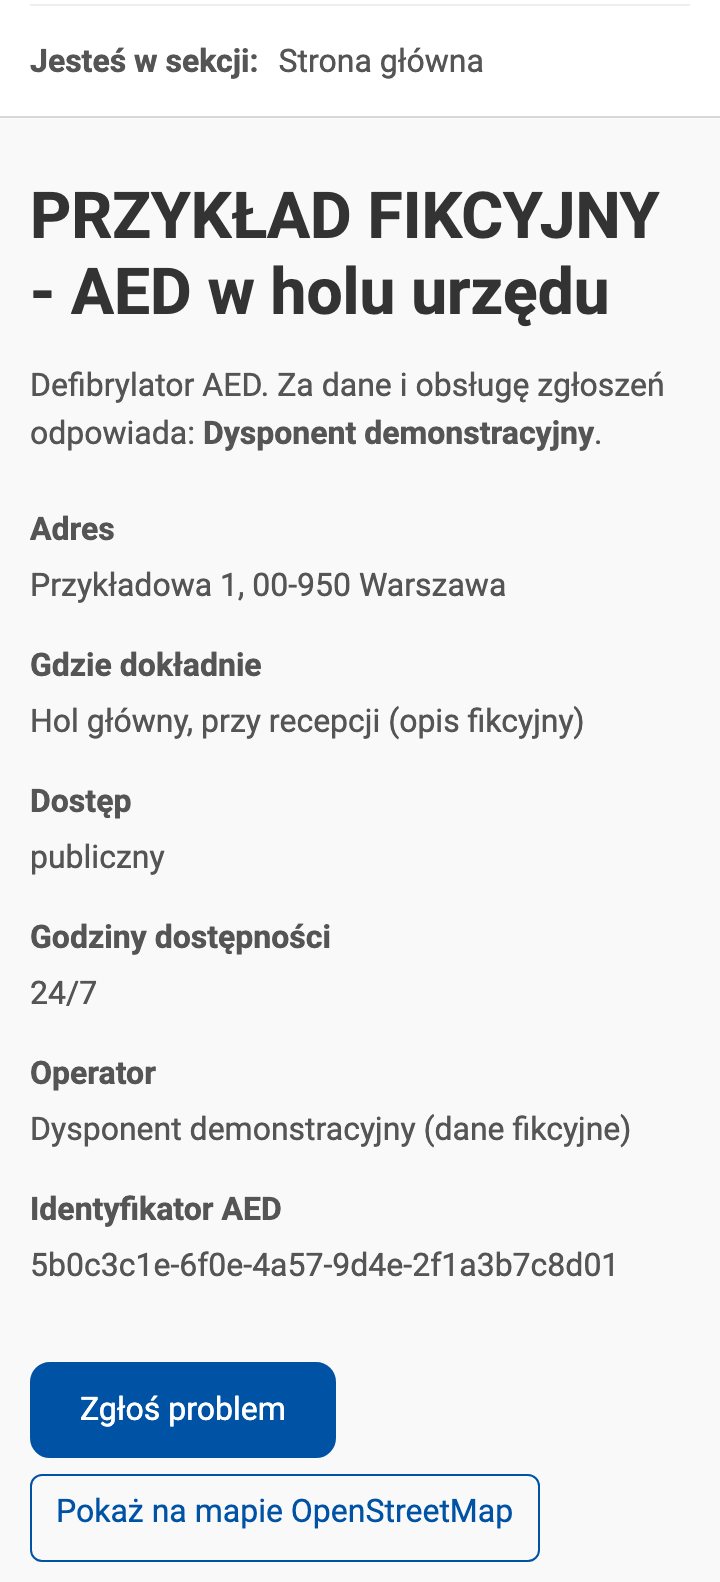 Jesteś w sekcji: Strona główna
PRZYKŁAD FIKCYJNY
- AED w holu urzędu
Defibrylator AED. Za dane i obsługę zgłoszeń
odpowiada: Dysponent demonstracyjny.
Adres
Przykładowa 1, 00-950 Warszawa
Gdzie dokładnie
Hol główny, przy recepcji (opis fikcyjny)
Dostęp
publiczny
Godziny dostępności
24/7
Operator
Dysponent demonstracyjny (dane fikcyjne)
Identyfikator AED
5b0c3c1e-6f0e-4a57-9d4e-2f1a3b7c8d01
Zgłoś problem
Pokaż na mapie OpenStreetMap